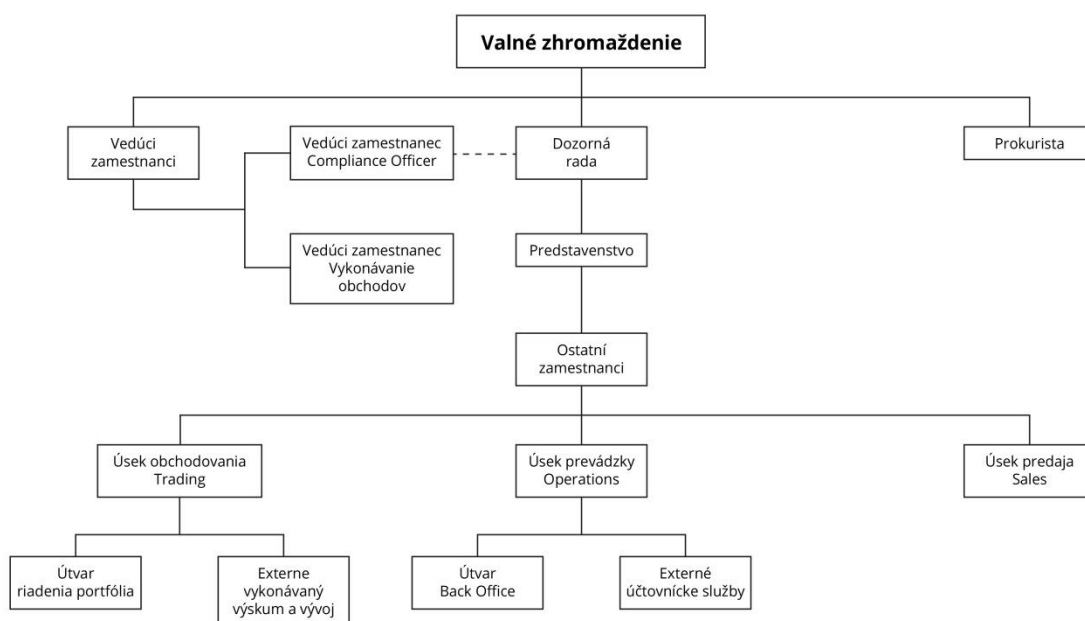 Valné zhromaždenie
Vedúci
zamestnanci
Vedúci zamestnanec
Compliance Officer
Dozorná
rada
Prokurista
Vedúci zamestnanec
Vykonávanie
obchodov
Predstavenstvo
Ostatní
zamestnanci
Úsek obchodovania
Trading
Úsek prevádzky
Operations
Úsek predaja
Sales
Útvar
riadenia portfólia
Externe
vykonávaný
výskum a vývoj
Útvar
Back Office
Externé
účtovnícke služby